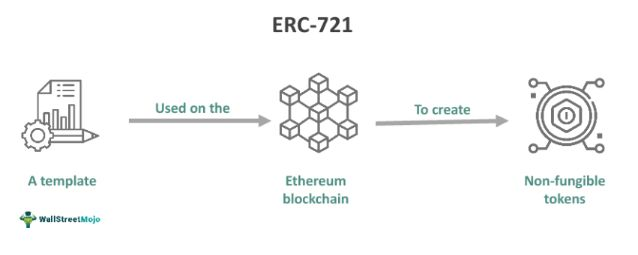 ERC-721
Used on the
To create
A template
Ethereum
blockchain
Non-fungible
tokens
WallStreetMojo